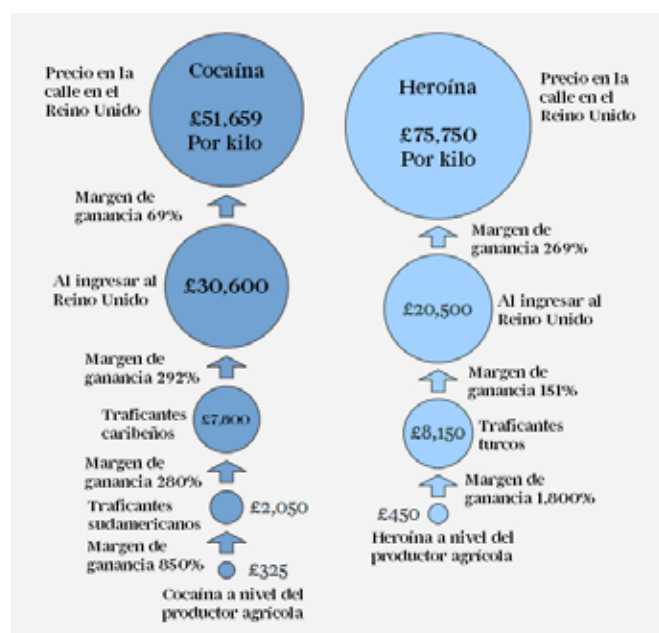 Precio en la
calle en el
Reino Unido
Cocaína
£51,659
Por kilo
Margen de
ganancia 69%
Al ingresar al
Reino Unido
£30,600
Margen de
ganancia 292%
Traficantes
caribeños
£7,800
Margen de
ganancia 280%
Traficantes
sudamericanos
£2,050
Margen de
ganancia 850%
£325
Cocaína a nivel del
productor agrícola
Heroína
£75,750
Por kilo
Precio en la
calle en el
Reino Unido
Margen de
ganancia 269%
£20,500
Al ingresar al
Reino Unido
Margen de
ganancia 151%
£8,150
Traficantes
turcos
Margen de
ganancia 1,800%
£450
Heroína a nivel del
productor agrícola